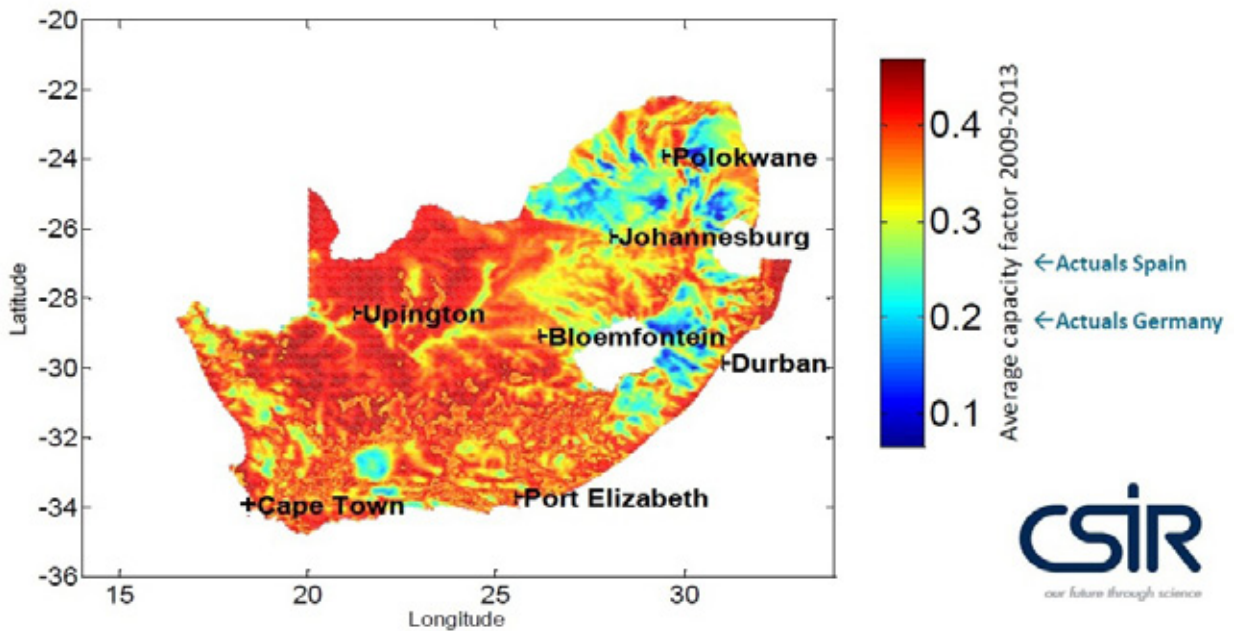 -20
-22
-24
-26
-28
-30
-32
-34
-36
Latitude
Polokwane
Johannesburg
Upington
Bloemfontein
Durban
Cape Town
Port Elizabeth
15
20
25
30
Longitude
0.4
0.3
0.2
0.1
Average capacity factor 2009-2013
←Actuals Spain
←Actuals Germany
CSIR
our future through science